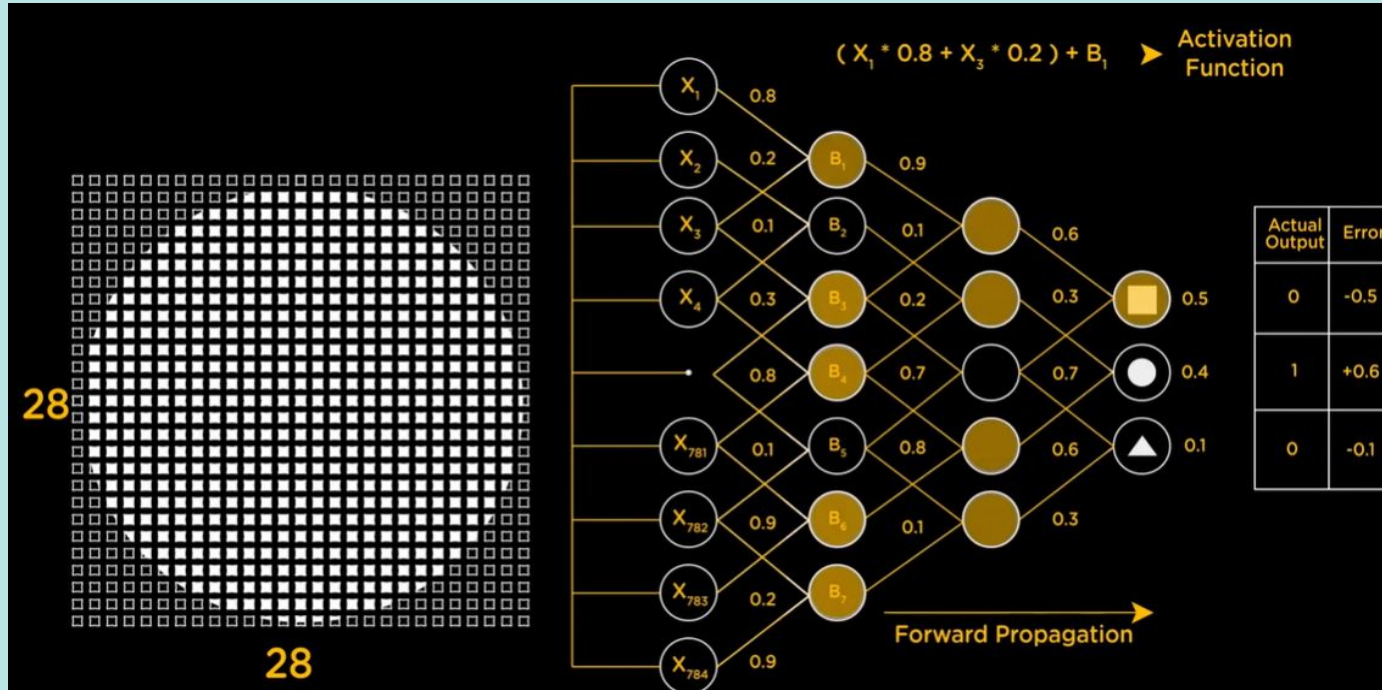 ( X₁ * 0.8 + X₃ * 0.2 ) + B₁
Activation
Function
28
28
X₁
X₂
X₃
X₄
X₇₈₁
X₇₈₂
X₇₈₃
X₇₈₄
0.8
0.2
0.1
0.3
0.8
0.1
0.9
0.2
0.9
B₁
B₂
B₃
B₄
B₅
B₆
B₇
0.9
0.1
0.2
0.7
0.8
0.1
0.6
0.3
0.7
0.6
0.3
0.5
0.4
0.1
Forward Propagation
Actual Output Error
0 -0.5
1 +0.6
0 -0.1